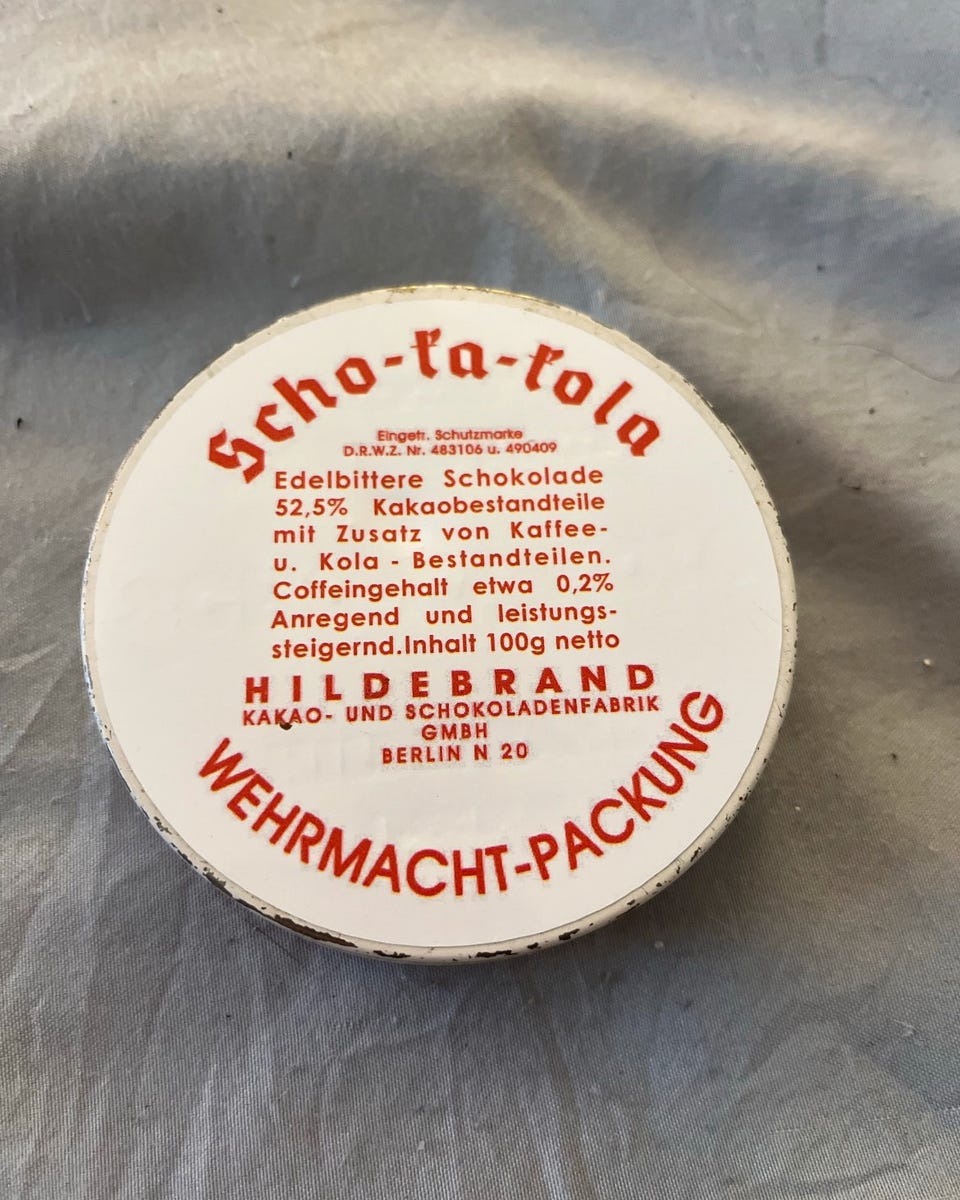 Scho-ka-kola
Eingetr. Schutzmarke
D.R.W.Z. Nr. 483106 u. 490409
Edelbittere Schokolade
52,5% Kakaobestandteile
mit Zusatz von Kaffee-
u. Kola - Bestandteilen.
Coffeingehalt etwa 0,2%
Anregend und leistungs-
steigernd.Inhalt 100g netto
HILDEBRAND
KAKAO- UND SCHOKOLADENFABRIK
GMBH
BERLIN N 20
WEHRMACHT-PACKUNG